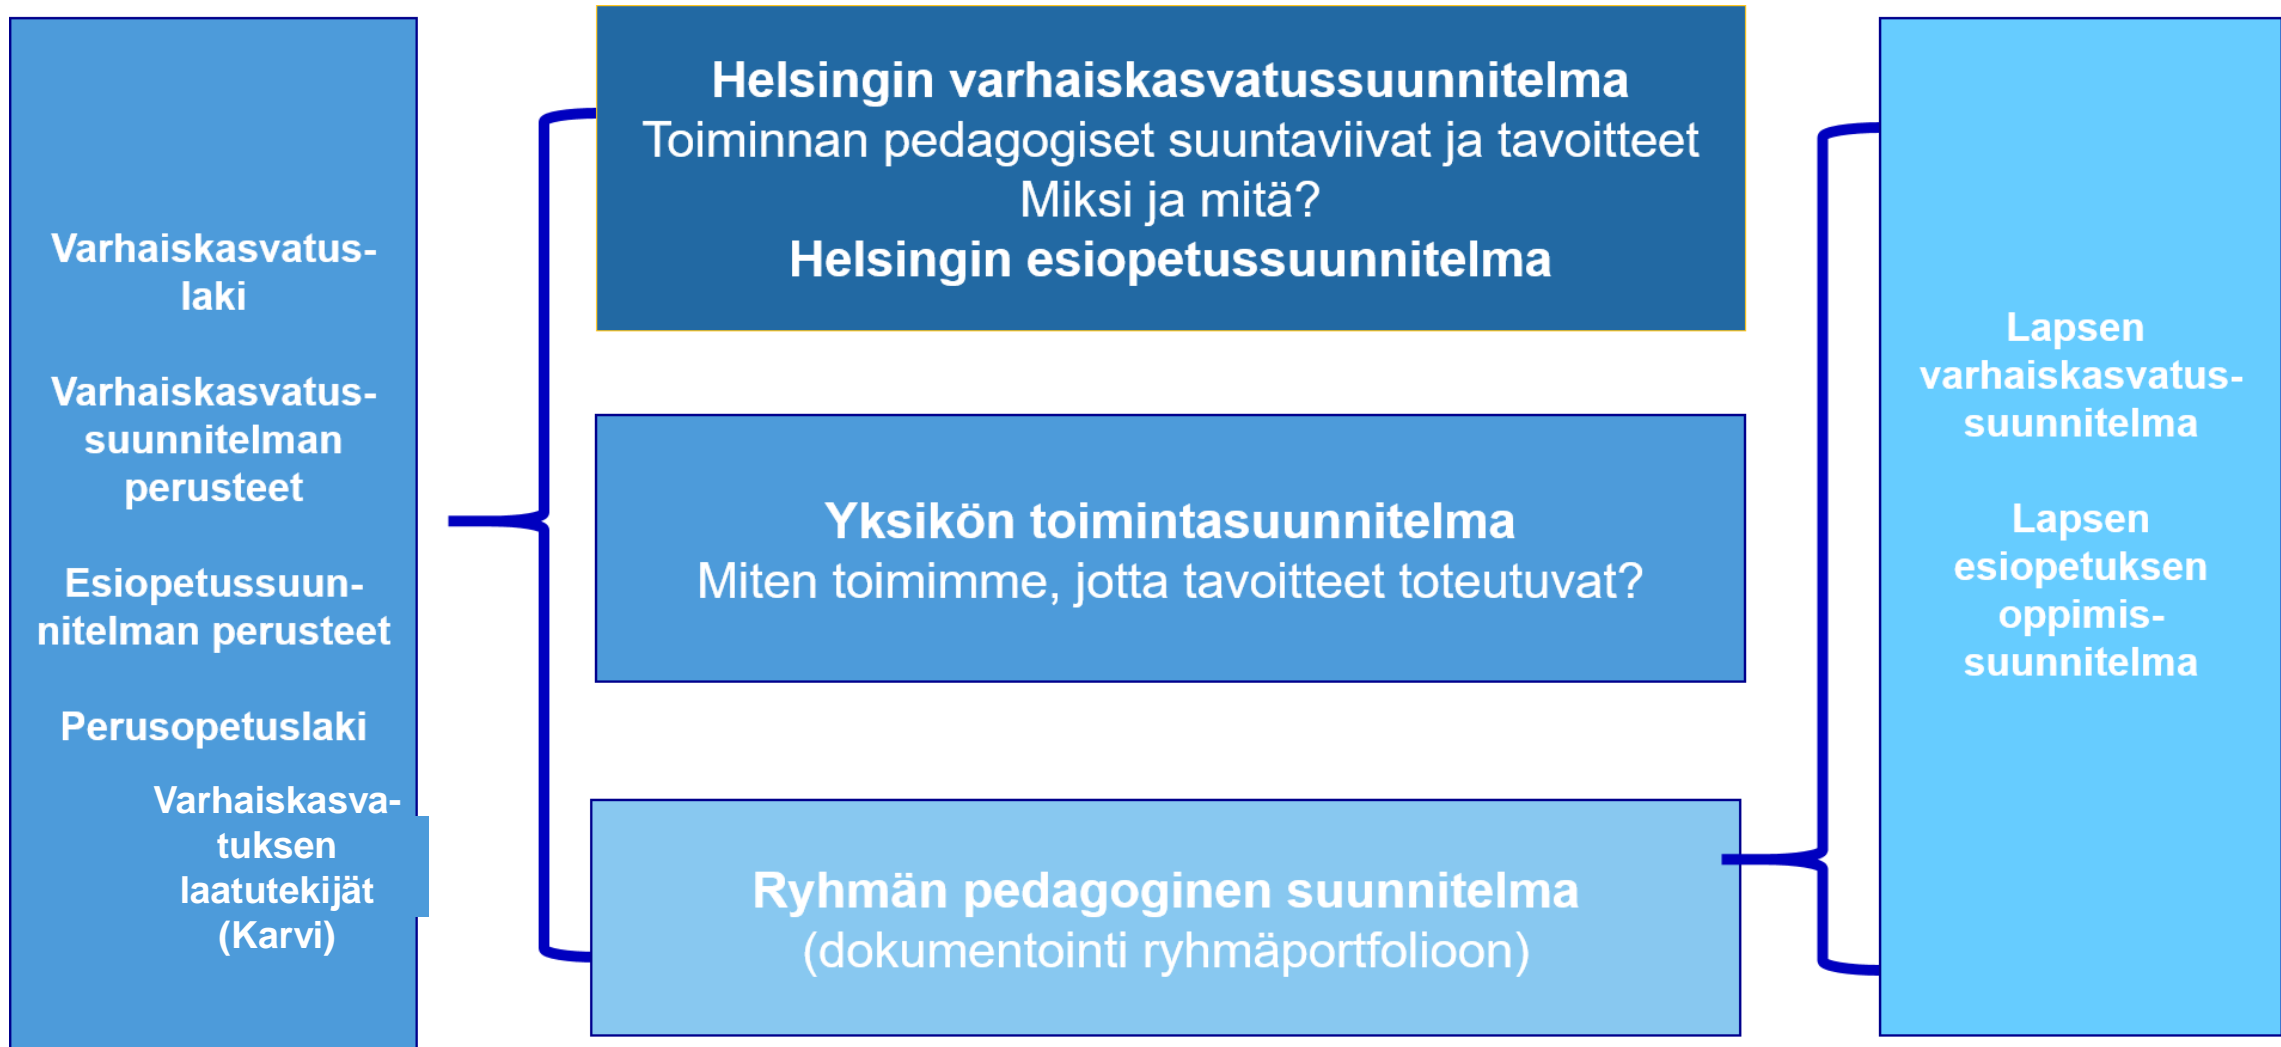 Varhaiskasvatus-
laki
Varhaiskasvatus-
suunnitelman
perusteet
Esiopetussuun-
nitelman perusteet
Perusopetuslaki
Varhaiskasva-
tuksen
laatutekijät
(Karvi)
Helsingin varhaiskasvatussuunnitelma
Toiminnan pedagogiset suuntaviivat ja tavoitteet
Miksi ja mitä?
Helsingin esiopetussuunnitelma
Yksikön toimintasuunnitelma
Miten toimimme, jotta tavoitteet toteutuvat?
Ryhmän pedagoginen suunnitelma
(dokumentointi ryhmäportfolioon)
Lapsen
varhaiskasvatus-
suunnitelma
Lapsen
esiopetuksen
oppimis-
suunnitelma